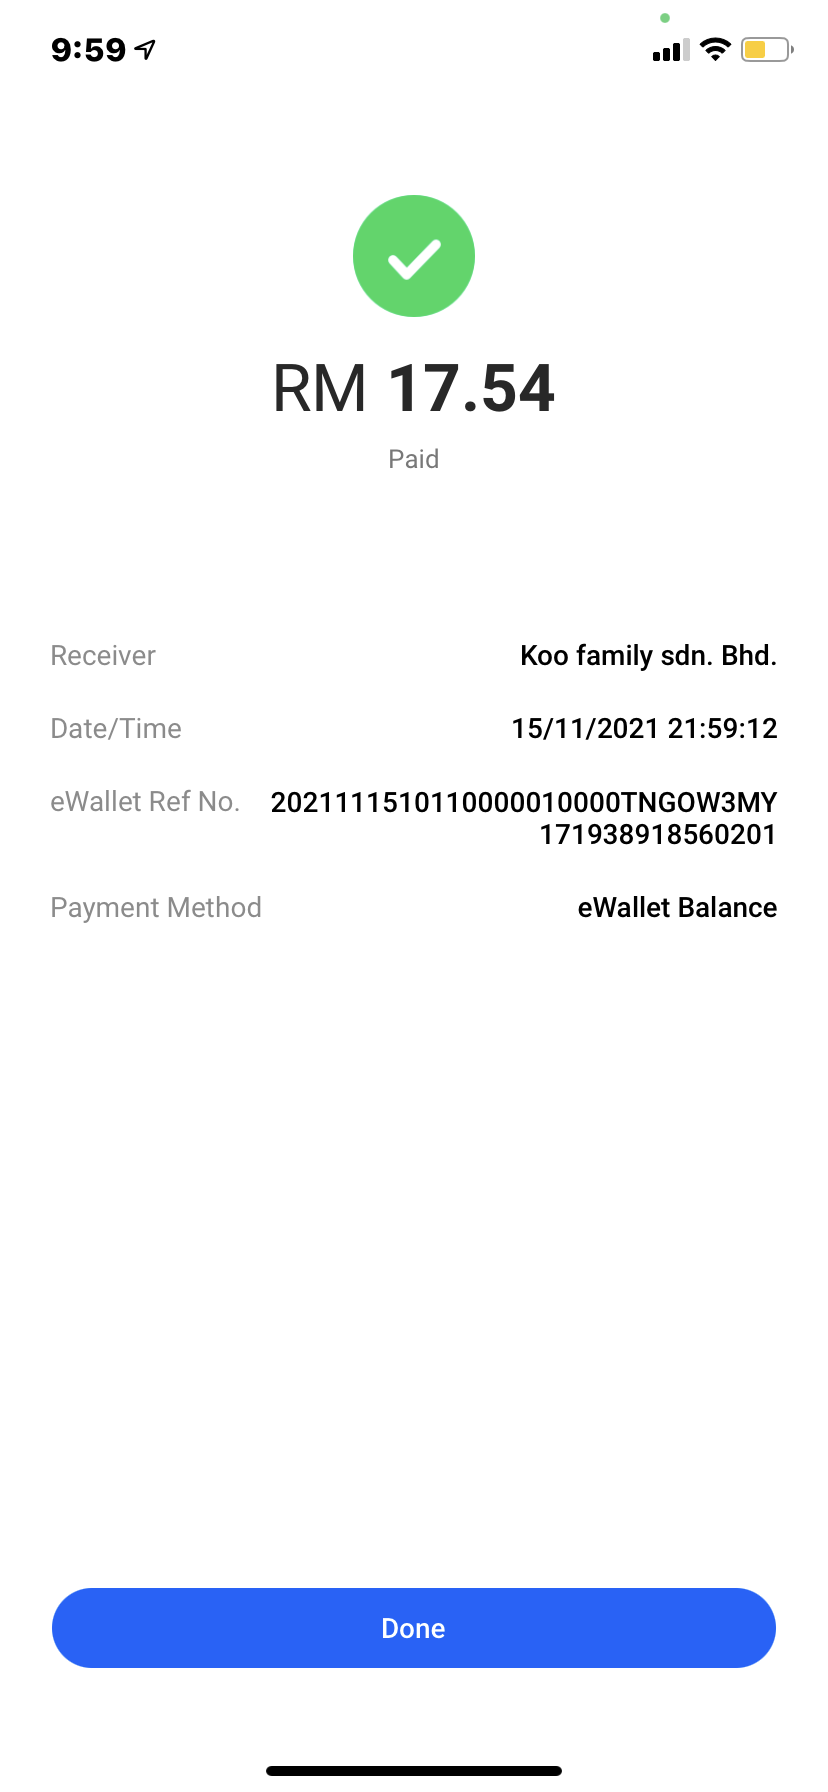 9:59
RM 17.54
Paid
Receiver Koo family sdn. Bhd.
Date/Time 15/11/2021 21:59:12
eWallet Ref No. 2021111510110000010000TNGOW3MY
171938918560201
Payment Method eWallet Balance
Done